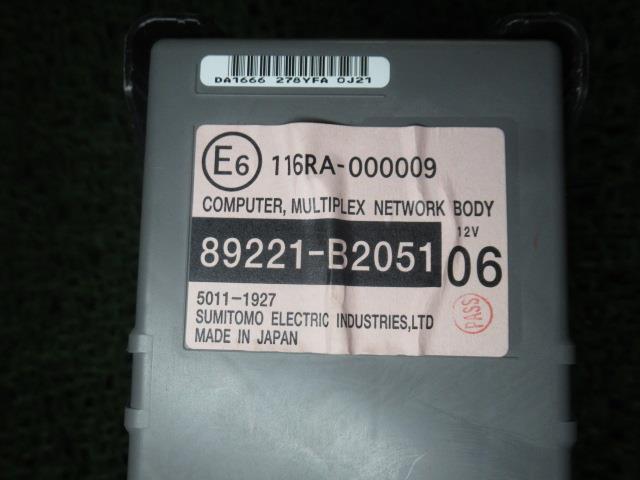 DA1666 278YFA 0J21
E6 116RA-000009
COMPUTER, MULTIPLEX NETWORK BODY
12V
89221-B2051 06
5011-1927
SUMITOMO ELECTRIC INDUSTRIES,LTD
MADE IN JAPAN
PASS